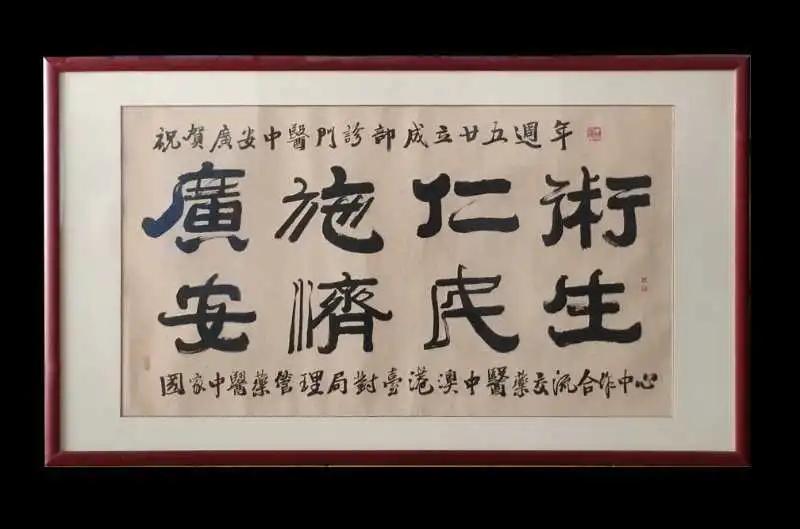 祝賀廣安中醫門診部成立廿五週年
廣施仁術
安濟民生
國家中醫藥管理局對臺港澳中醫藥交流合作中心